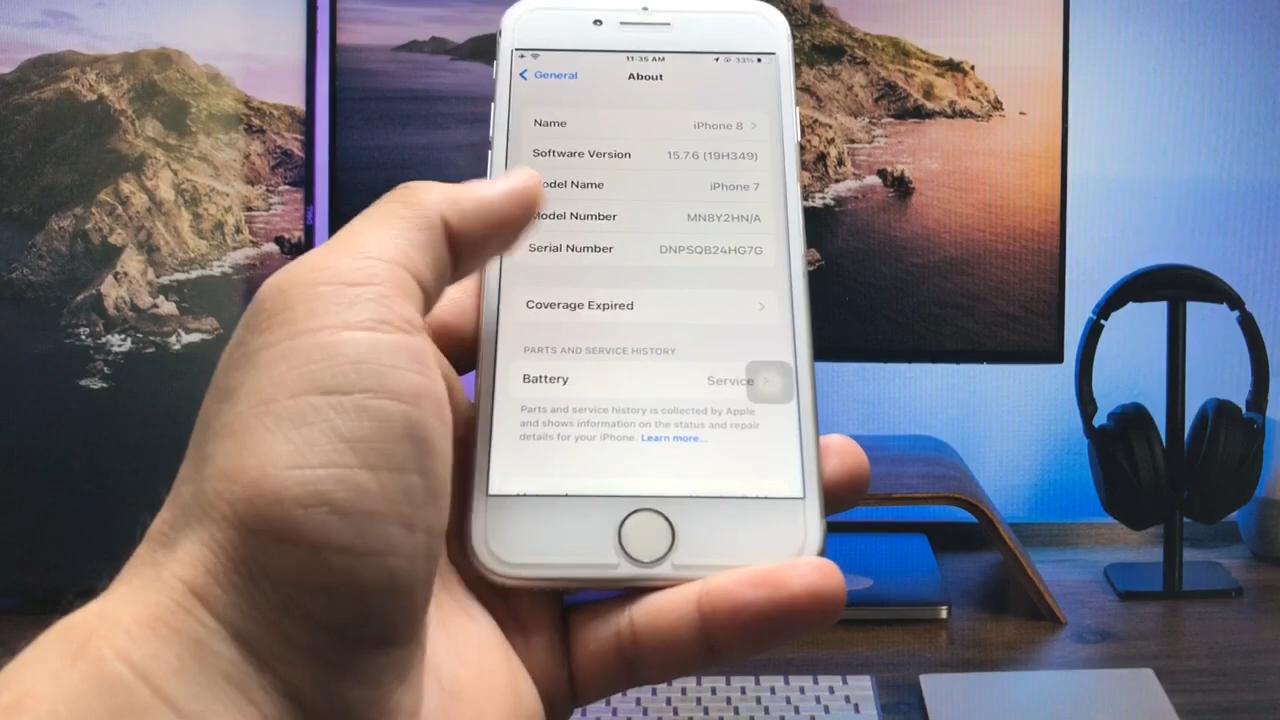 11:35 AM
33%
General
About
Name iPhone 8
Software Version 15.7.6 (19H349)
odel Name iPhone 7
Model Number MN8Y2HN/A
Serial Number DNPSQB24HG7G
Coverage Expired
PARTS AND SERVICE HISTORY
Battery Service
Parts and service history is collected by Apple
and shows information on the status and repair
details for your iPhone. Learn more...